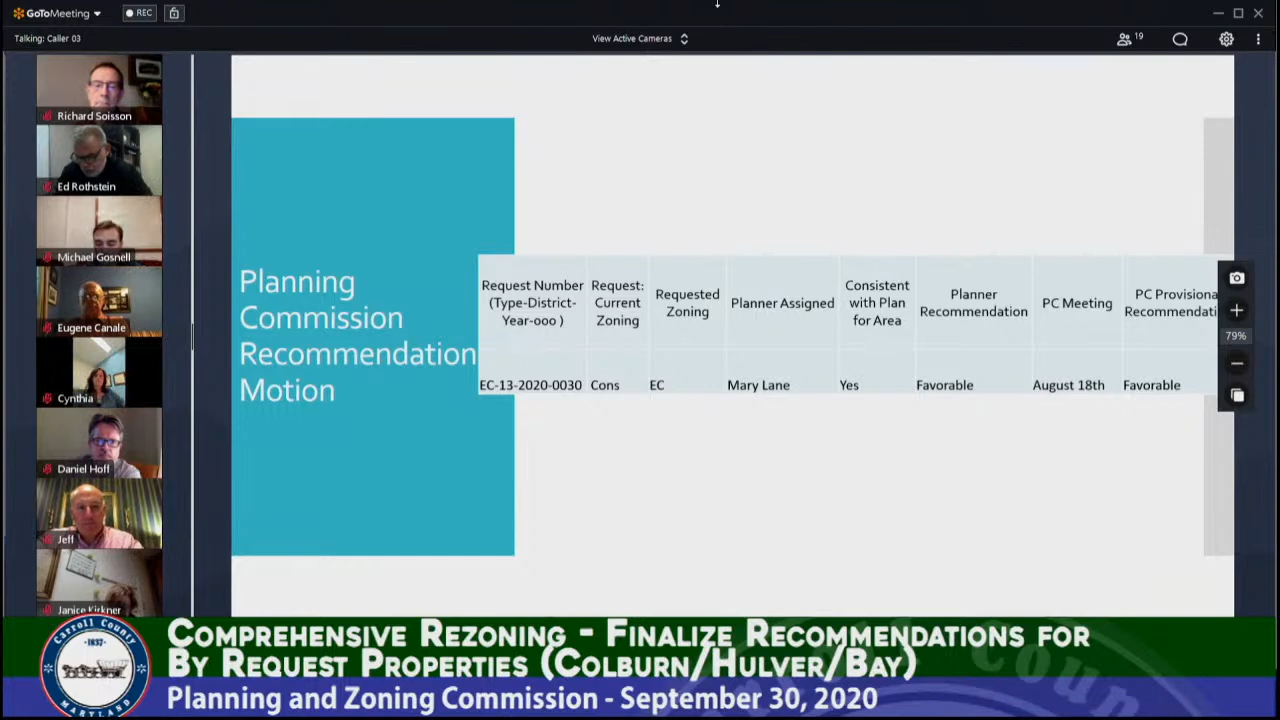 GoToMeeting
REC
Talking: Caller 03
View Active Cameras
19
Richard Soisson
Ed Rothstein
Michael Gosnell
Eugene Canale
Cynthia
Daniel Hoff
Jeff
Janice Kirkner
Planning
Commission
Recommendation
Motion
Request Number
(Type-District-
Year-000 )
Request:
Current
Zoning
Requested
Zoning
Planner Assigned
Consistent
with Plan
for Area
Planner
Recommendation
PC Meeting
PC Provisiona
Recommendati
EC-13-2020-0030 Cons EC Mary Lane Yes Favorable August 18th Favorable
79%
Carroll County
1837
Maryland
Comprehensive Rezoning - Finalize Recommendations for
By Request Properties (Colburn/Hulver/Bay)
Planning and Zoning Commission - September 30, 2020